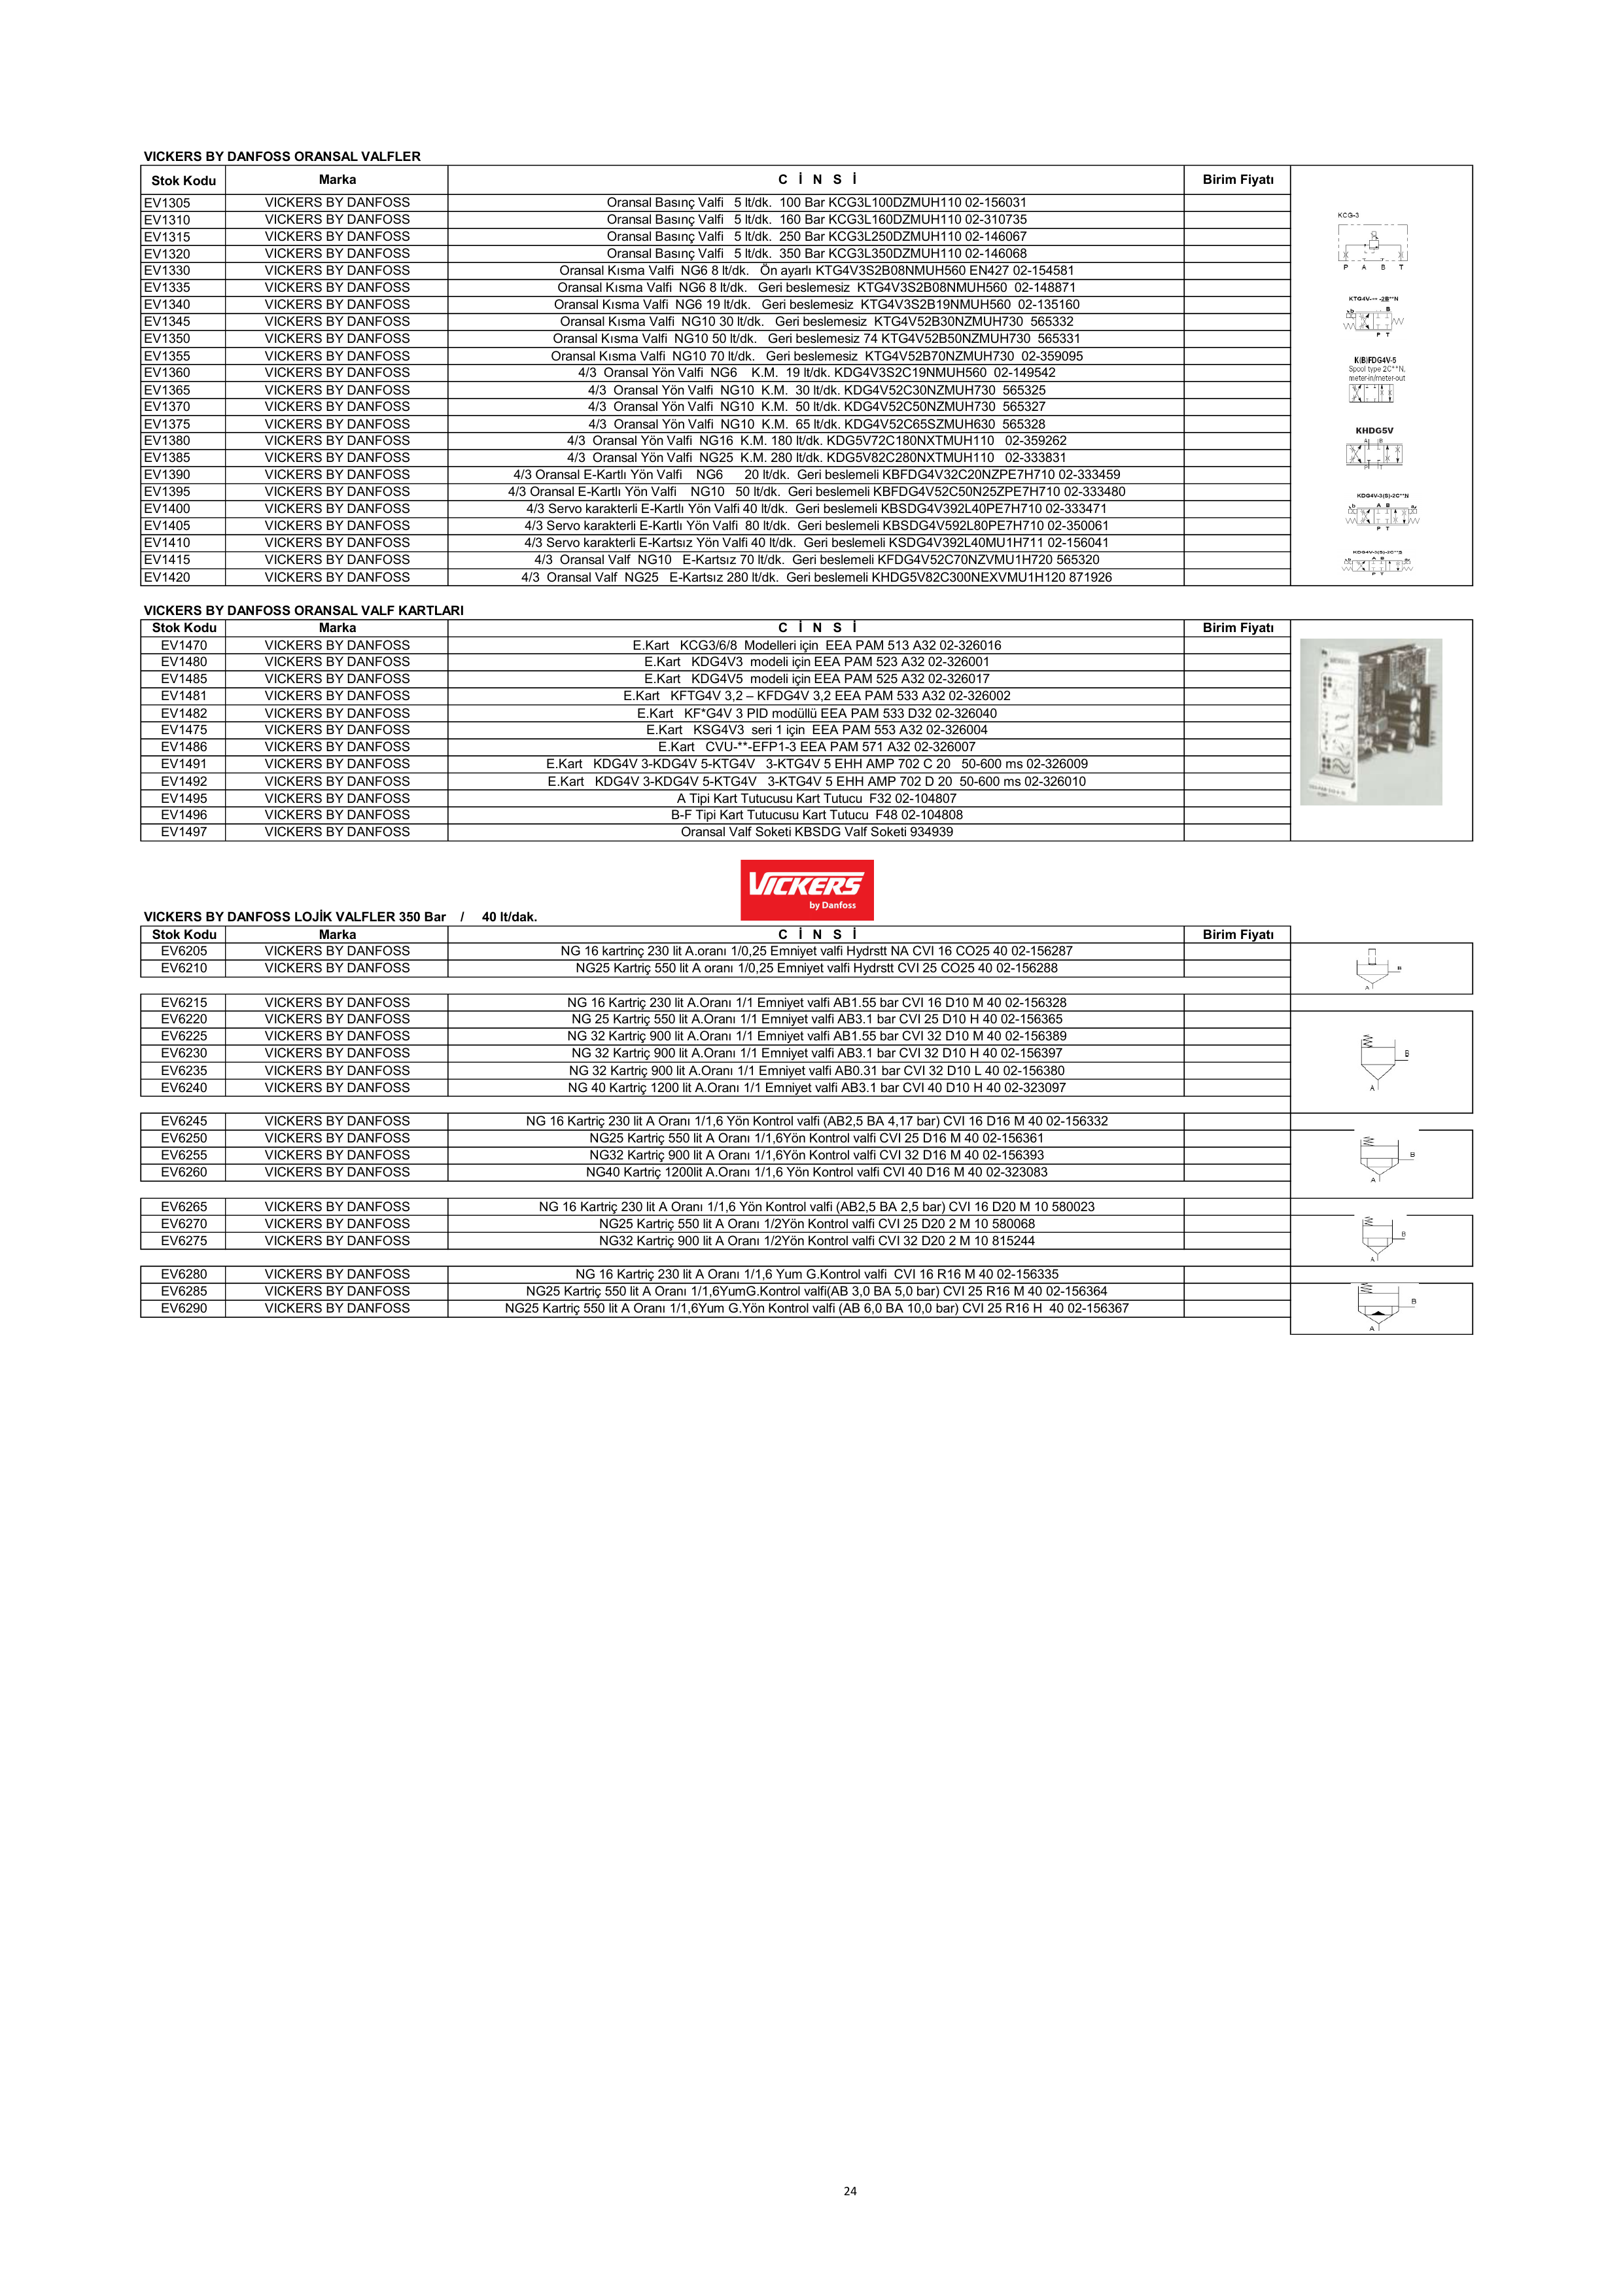 VICKERS BY DANFOSS ORANSAL VALFLER
Stok Kodu Marka C İ N S İ Birim Fiyatı
EV1305 VICKERS BY DANFOSS Oransal Basınç Valfi 5 lt/dk. 100 Bar KCG3L100DZMUH110 02-156031
EV1310 VICKERS BY DANFOSS Oransal Basınç Valfi 5 lt/dk. 160 Bar KCG3L160DZMUH110 02-310735
EV1315 VICKERS BY DANFOSS Oransal Basınç Valfi 5 lt/dk. 250 Bar KCG3L250DZMUH110 02-146067
EV1320 VICKERS BY DANFOSS Oransal Basınç Valfi 5 lt/dk. 350 Bar KCG3L350DZMUH110 02-146068
EV1330 VICKERS BY DANFOSS Oransal Kısma Valfi NG6 8 lt/dk. Ön ayarlı KTG4V3S2B08NMUH560 EN427 02-154581
EV1335 VICKERS BY DANFOSS Oransal Kısma Valfi NG6 8 lt/dk. Geri beslemesiz KTG4V3S2B08NMUH560 02-148871
EV1340 VICKERS BY DANFOSS Oransal Kısma Valfi NG6 19 lt/dk. Geri beslemesiz KTG4V3S2B19NMUH560 02-135160
EV1345 VICKERS BY DANFOSS Oransal Kısma Valfi NG10 30 lt/dk. Geri beslemesiz KTG4V52B30NZMUH730 565332
EV1350 VICKERS BY DANFOSS Oransal Kısma Valfi NG10 50 lt/dk. Geri beslemesiz 74 KTG4V52B50NZMUH730 565331
EV1355 VICKERS BY DANFOSS Oransal Kısma Valfi NG10 70 lt/dk. Geri beslemesiz KTG4V52B70NZMUH730 02-359095
EV1360 VICKERS BY DANFOSS 4/3 Oransal Yön Valfi NG6 K.M. 19 lt/dk. KDG4V3S2C19NMUH560 02-149542
EV1365 VICKERS BY DANFOSS 4/3 Oransal Yön Valfi NG10 K.M. 30 lt/dk. KDG4V52C30NZMUH730 565325
EV1370 VICKERS BY DANFOSS 4/3 Oransal Yön Valfi NG10 K.M. 50 lt/dk. KDG4V52C50NZMUH730 565327
EV1375 VICKERS BY DANFOSS 4/3 Oransal Yön Valfi NG10 K.M. 65 lt/dk. KDG4V52C65SZMUH630 565328
EV1380 VICKERS BY DANFOSS 4/3 Oransal Yön Valfi NG16 K.M. 180 lt/dk. KDG5V72C180NXTMUH110 02-359262
EV1385 VICKERS BY DANFOSS 4/3 Oransal Yön Valfi NG25 K.M. 280 lt/dk. KDG5V82C280NXTMUH110 02-333831
EV1390 VICKERS BY DANFOSS 4/3 Oransal E-Kartlı Yön Valfi NG6 20 lt/dk. Geri beslemeli KBFDG4V32C20NZPE7H710 02-333459
EV1395 VICKERS BY DANFOSS 4/3 Oransal E-Kartlı Yön Valfi NG10 50 lt/dk. Geri beslemeli KBFDG4V52C50N25ZPE7H710 02-333480
EV1400 VICKERS BY DANFOSS 4/3 Servo karakterli E-Kartlı Yön Valfi 40 lt/dk. Geri beslemeli KBSDG4V392L40PE7H710 02-333471
EV1405 VICKERS BY DANFOSS 4/3 Servo karakterli E-Kartlı Yön Valfi 80 lt/dk. Geri beslemeli KBSDG4V592L80PE7H710 02-350061
EV1410 VICKERS BY DANFOSS 4/3 Servo karakterli E-Kartsız Yön Valfi 40 lt/dk. Geri beslemeli KSDG4V392L40MU1H711 02-156041
EV1415 VICKERS BY DANFOSS 4/3 Oransal Valf NG10 E-Kartsız 70 lt/dk. Geri beslemeli KFDG4V52C70NZVMU1H720 565320
EV1420 VICKERS BY DANFOSS 4/3 Oransal Valf NG25 E-Kartsız 280 lt/dk. Geri beslemeli KHDG5V82C300NEXVMU1H120 871926
KCG-3
P A B T
B
P T
K(B)FDG4V-5
Spool type 2C**N,
meter-in/meter-out
KHDG5V
A B
P T
KDG4V-3(S)-2C**N
A B
P T
A B
P T
VICKERS BY DANFOSS ORANSAL VALF KARTLARI
Stok Kodu Marka C İ N S İ Birim Fiyatı
EV1470 VICKERS BY DANFOSS E.Kart KCG3/6/8 Modelleri için EEA PAM 513 A32 02-326016
EV1480 VICKERS BY DANFOSS E.Kart KDG4V3 modeli için EEA PAM 523 A32 02-326001
EV1485 VICKERS BY DANFOSS E.Kart KDG4V5 modeli için EEA PAM 525 A32 02-326017
EV1481 VICKERS BY DANFOSS E.Kart KFTG4V 3,2 – KFDG4V 3,2 EEA PAM 533 A32 02-326002
EV1482 VICKERS BY DANFOSS E.Kart KF*G4V 3 PID modüllü EEA PAM 533 D32 02-326040
EV1475 VICKERS BY DANFOSS E.Kart KSG4V3 seri 1 için EEA PAM 553 A32 02-326004
EV1486 VICKERS BY DANFOSS E.Kart CVU-**-EFP1-3 EEA PAM 571 A32 02-326007
EV1491 VICKERS BY DANFOSS E.Kart KDG4V 3-KDG4V 5-KTG4V 3-KTG4V 5 EHH AMP 702 C 20 50-600 ms 02-326009
EV1492 VICKERS BY DANFOSS E.Kart KDG4V 3-KDG4V 5-KTG4V 3-KTG4V 5 EHH AMP 702 D 20 50-600 ms 02-326010
EV1495 VICKERS BY DANFOSS A Tipi Kart Tutucusu Kart Tutucu F32 02-104807
EV1496 VICKERS BY DANFOSS B-F Tipi Kart Tutucusu Kart Tutucu F48 02-104808
EV1497 VICKERS BY DANFOSS Oransal Valf Soketi KBSDG Valf Soketi 934939
VICKERS
by Danfoss
VICKERS BY DANFOSS LOJİK VALFLER 350 Bar / 40 lt/dak.
Stok Kodu Marka C İ N S İ Birim Fiyatı
EV6205 VICKERS BY DANFOSS NG 16 kartrinç 230 lit A.oranı 1/0,25 Emniyet valfi Hydrstt NA CVI 16 CO25 40 02-156287
EV6210 VICKERS BY DANFOSS NG25 Kartriç 550 lit A oranı 1/0,25 Emniyet valfi Hydrstt CVI 25 CO25 40 02-156288
B
A
EV6215 VICKERS BY DANFOSS NG 16 Kartriç 230 lit A.Oranı 1/1 Emniyet valfi AB1.55 bar CVI 16 D10 M 40 02-156328
EV6220 VICKERS BY DANFOSS NG 25 Kartriç 550 lit A.Oranı 1/1 Emniyet valfi AB3.1 bar CVI 25 D10 H 40 02-156365
EV6225 VICKERS BY DANFOSS NG 32 Kartriç 900 lit A.Oranı 1/1 Emniyet valfi AB1.55 bar CVI 32 D10 M 40 02-156389
EV6230 VICKERS BY DANFOSS NG 32 Kartriç 900 lit A.Oranı 1/1 Emniyet valfi AB3.1 bar CVI 32 D10 H 40 02-156397
EV6235 VICKERS BY DANFOSS NG 32 Kartriç 900 lit A.Oranı 1/1 Emniyet valfi AB0.31 bar CVI 32 D10 L 40 02-156380
EV6240 VICKERS BY DANFOSS NG 40 Kartriç 1200 lit A.Oranı 1/1 Emniyet valfi AB3.1 bar CVI 40 D10 H 40 02-323097
B
A
EV6245 VICKERS BY DANFOSS NG 16 Kartriç 230 lit A Oranı 1/1,6 Yön Kontrol valfi (AB2,5 BA 4,17 bar) CVI 16 D16 M 40 02-156332
EV6250 VICKERS BY DANFOSS NG25 Kartriç 550 lit A Oranı 1/1,6Yön Kontrol valfi CVI 25 D16 M 40 02-156361
EV6255 VICKERS BY DANFOSS NG32 Kartriç 900 lit A Oranı 1/1,6Yön Kontrol valfi CVI 32 D16 M 40 02-156393
EV6260 VICKERS BY DANFOSS NG40 Kartriç 1200lit A.Oranı 1/1,6 Yön Kontrol valfi CVI 40 D16 M 40 02-323083
B
A
EV6265 VICKERS BY DANFOSS NG 16 Kartriç 230 lit A Oranı 1/1,6 Yön Kontrol valfi (AB2,5 BA 2,5 bar) CVI 16 D20 M 10 580023
EV6270 VICKERS BY DANFOSS NG25 Kartriç 550 lit A Oranı 1/2Yön Kontrol valfi CVI 25 D20 2 M 10 580068
EV6275 VICKERS BY DANFOSS NG32 Kartriç 900 lit A Oranı 1/2Yön Kontrol valfi CVI 32 D20 2 M 10 815244
B
A
EV6280 VICKERS BY DANFOSS NG 16 Kartriç 230 lit A Oranı 1/1,6 Yum G.Kontrol valfi CVI 16 R16 M 40 02-156335
EV6285 VICKERS BY DANFOSS NG25 Kartriç 550 lit A Oranı 1/1,6YumG.Kontrol valfi(AB 3,0 BA 5,0 bar) CVI 25 R16 M 40 02-156364
EV6290 VICKERS BY DANFOSS NG25 Kartriç 550 lit A Oranı 1/1,6Yum G.Yön Kontrol valfi (AB 6,0 BA 10,0 bar) CVI 25 R16 H 40 02-156367
B
A
24